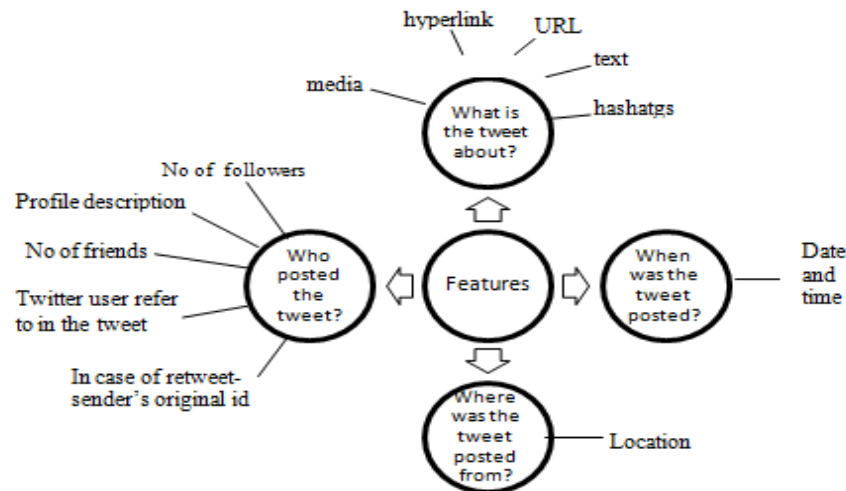 hyperlink
URL
text
media
hashatgs
What is
the tweet
about?
No of followers
Profile description
No of friends
Twitter user refer
to in the tweet
In case of retweet-
sender's original id
Who
posted
the
tweet?
Features
When
was the
tweet
posted?
Date
and
time
Where
was the
tweet
posted
from?
Location